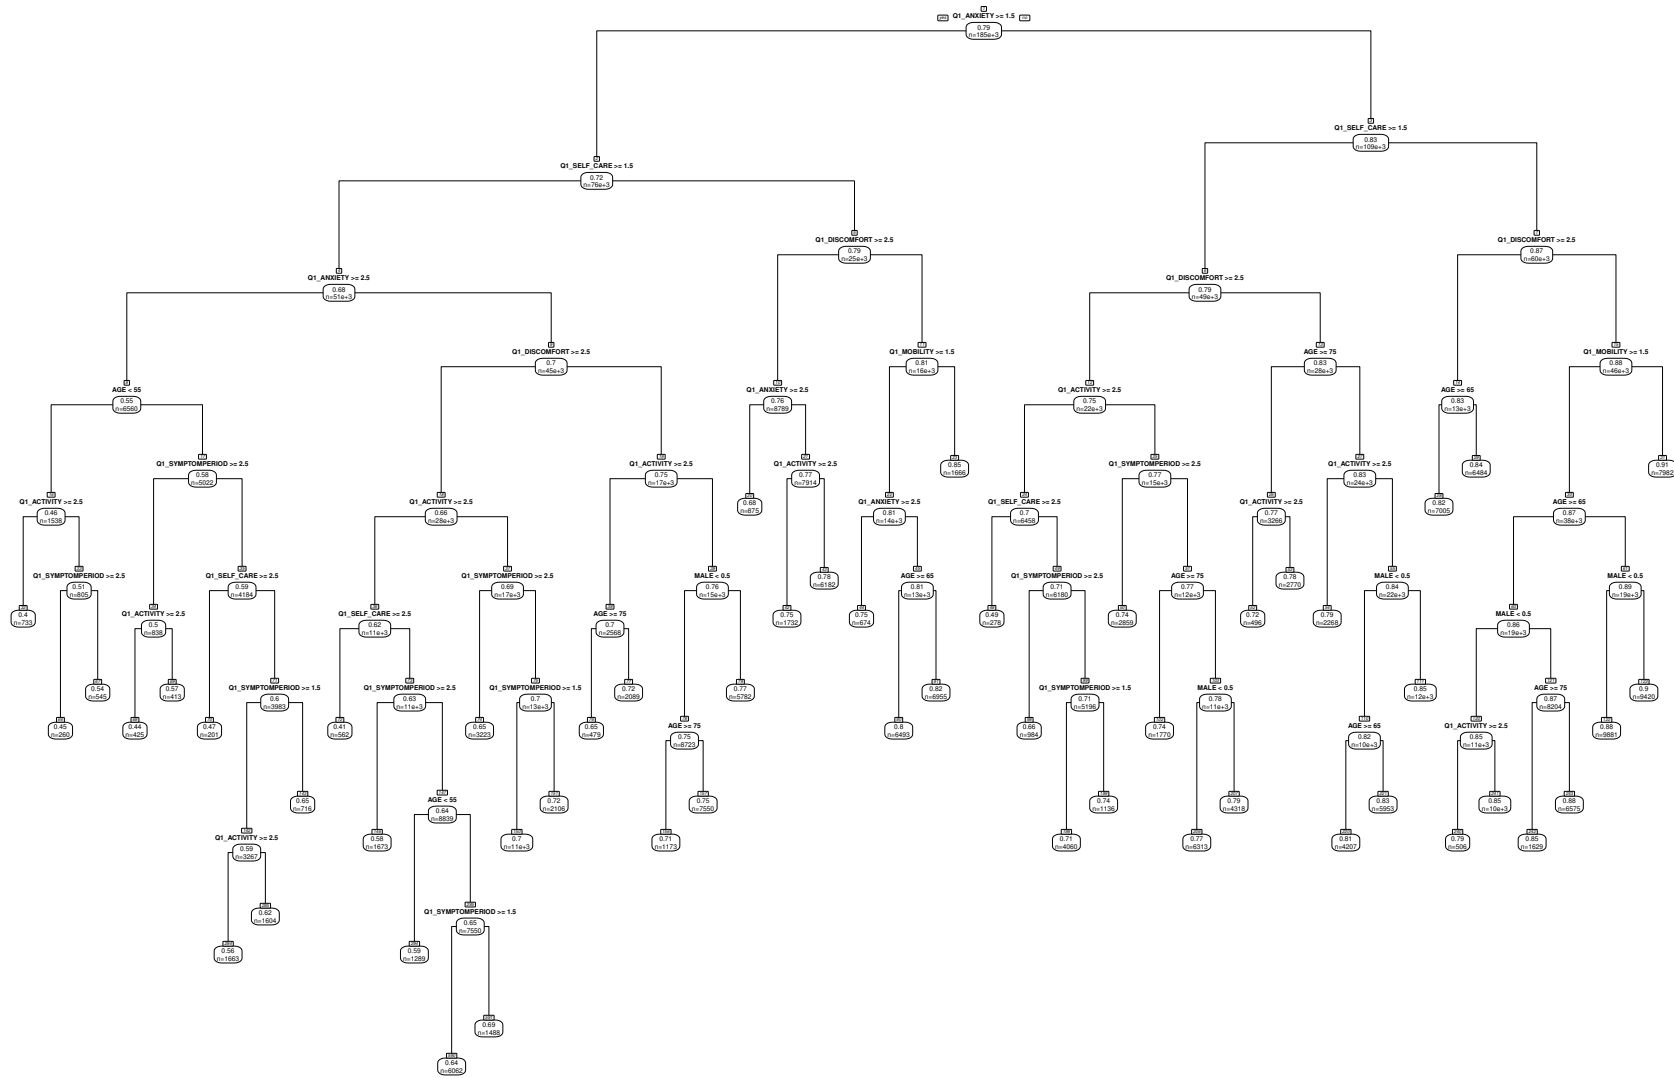 Q1_ANXIETY >= 1.5
0.79
n=185e+3
Q1_SELF_CARE >= 1.5
0.83
n=109e+3
Q1_SELF_CARE >= 1.5
0.72
n=76e+3
Q1_DISCOMFORT >= 2.5
0.79
n=25e+3
Q1_DISCOMFORT >= 2.5
0.87
n=60e+3
Q1_ANXIETY >= 2.5
0.68
n=51e+3
Q1_DISCOMFORT >= 2.5
0.79
n=49e+3
Q1_DISCOMFORT >= 2.5
0.7
n=45e+3
Q1_MOBILITY >= 1.5
0.81
n=16e+3
AGE >= 75
0.83
n=28e+3
Q1_MOBILITY >= 1.5
0.88
n=46e+3
AGE < 55
0.55
n=6560
Q1_ANXIETY >= 2.5
0.76
n=8789
Q1_ACTIVITY >= 2.5
0.75
n=22e+3
AGE >= 65
0.83
n=13e+3
Q1_SYMPTOMPERIOD >= 2.5
0.58
n=5022
Q1_ACTIVITY >= 2.5
0.75
n=17e+3
Q1_ACTIVITY >= 2.5
0.77
n=7914
0.85
n=1666
Q1_SYMPTOMPERIOD >= 2.5
0.77
n=15e+3
Q1_ACTIVITY >= 2.5
0.83
n=24e+3
0.84
n=6484
0.91
n=7982
Q1_ACTIVITY >= 2.5
0.46
n=1538
Q1_ACTIVITY >= 2.5
0.66
n=28e+3
0.68
n=875
Q1_ANXIETY >= 2.5
0.81
n=14e+3
Q1_SELF_CARE >= 2.5
0.7
n=6458
Q1_ACTIVITY >= 2.5
0.77
n=3266
0.82
n=7005
AGE >= 65
0.87
n=38e+3
Q1_SYMPTOMPERIOD >= 2.5
0.51
n=805
Q1_SELF_CARE >= 2.5
0.59
n=4184
Q1_SYMPTOMPERIOD >= 2.5
0.69
n=17e+3
MALE < 0.5
0.76
n=15e+3
0.78
n=6182
AGE >= 65
0.81
n=13e+3
Q1_SYMPTOMPERIOD >= 2.5
0.71
n=6180
AGE >= 75
0.77
n=12e+3
0.78
n=2770
MALE < 0.5
0.84
n=22e+3
MALE < 0.5
0.89
n=19e+3
0.4
n=733
Q1_ACTIVITY >= 2.5
0.5
n=838
Q1_SELF_CARE >= 2.5
0.62
n=11e+3
AGE >= 75
0.7
n=2568
0.75
n=1732
0.75
n=674
0.49
n=278
0.74
n=2859
0.72
n=496
0.79
n=2268
MALE < 0.5
0.86
n=19e+3
0.54
n=545
0.57
n=413
Q1_SYMPTOMPERIOD >= 1.5
0.6
n=3983
Q1_SYMPTOMPERIOD >= 2.5
0.63
n=11e+3
Q1_SYMPTOMPERIOD >= 1.5
0.7
n=13e+3
0.72
n=2089
0.77
n=5782
0.82
n=6955
Q1_SYMPTOMPERIOD >= 1.5
0.71
n=5196
MALE < 0.5
0.78
n=11e+3
0.85
n=12e+3
AGE >= 75
0.87
n=8204
0.9
n=9420
0.45
n=260
0.44
n=425
0.47
n=201
0.41
n=562
0.65
n=3223
0.65
n=479
AGE >= 75
0.75
n=8723
0.8
n=6493
0.66
n=984
0.74
n=1770
AGE >= 65
0.82
n=10e+3
Q1_ACTIVITY >= 2.5
0.85
n=11e+3
0.88
n=9881
0.65
n=716
AGE < 55
0.64
n=8839
0.72
n=2106
0.75
n=7550
0.74
n=1136
0.79
n=4318
0.83
n=5953
0.85
n=10e+3
0.88
n=6575
Q1_ACTIVITY >= 2.5
0.59
n=3267
0.58
n=1673
0.7
n=11e+3
0.71
n=1173
0.71
n=4060
0.77
n=6313
0.81
n=4207
0.79
n=506
0.85
n=1629
0.62
n=1604
Q1_SYMPTOMPERIOD >= 1.5
0.65
n=7550
0.56
n=1663
0.59
n=1289
0.69
n=1488
0.64
n=6062